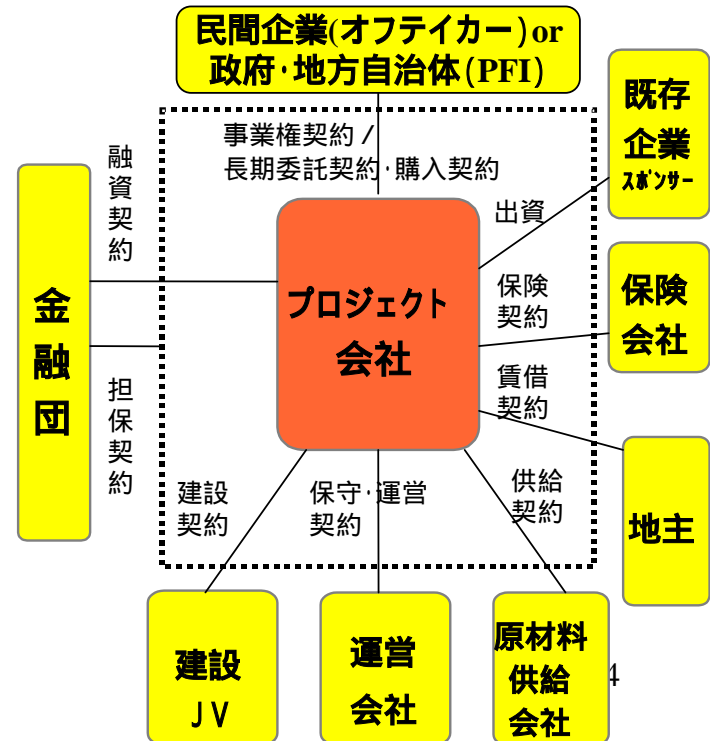 民間企業(オフテイカー)or
政府・地方自治体(PFI)
既存
企業
スポンサー
事業権契約 /
長期委託契約・購入契約
融資契約
出資
金融団
プロジェクト
会社
保険
契約
保険
会社
賃借
契約
担保契約
地主
建設
契約
保守・運営
契約
供給
契約
建設
JV
運営
会社
原材料
供給
会社
4